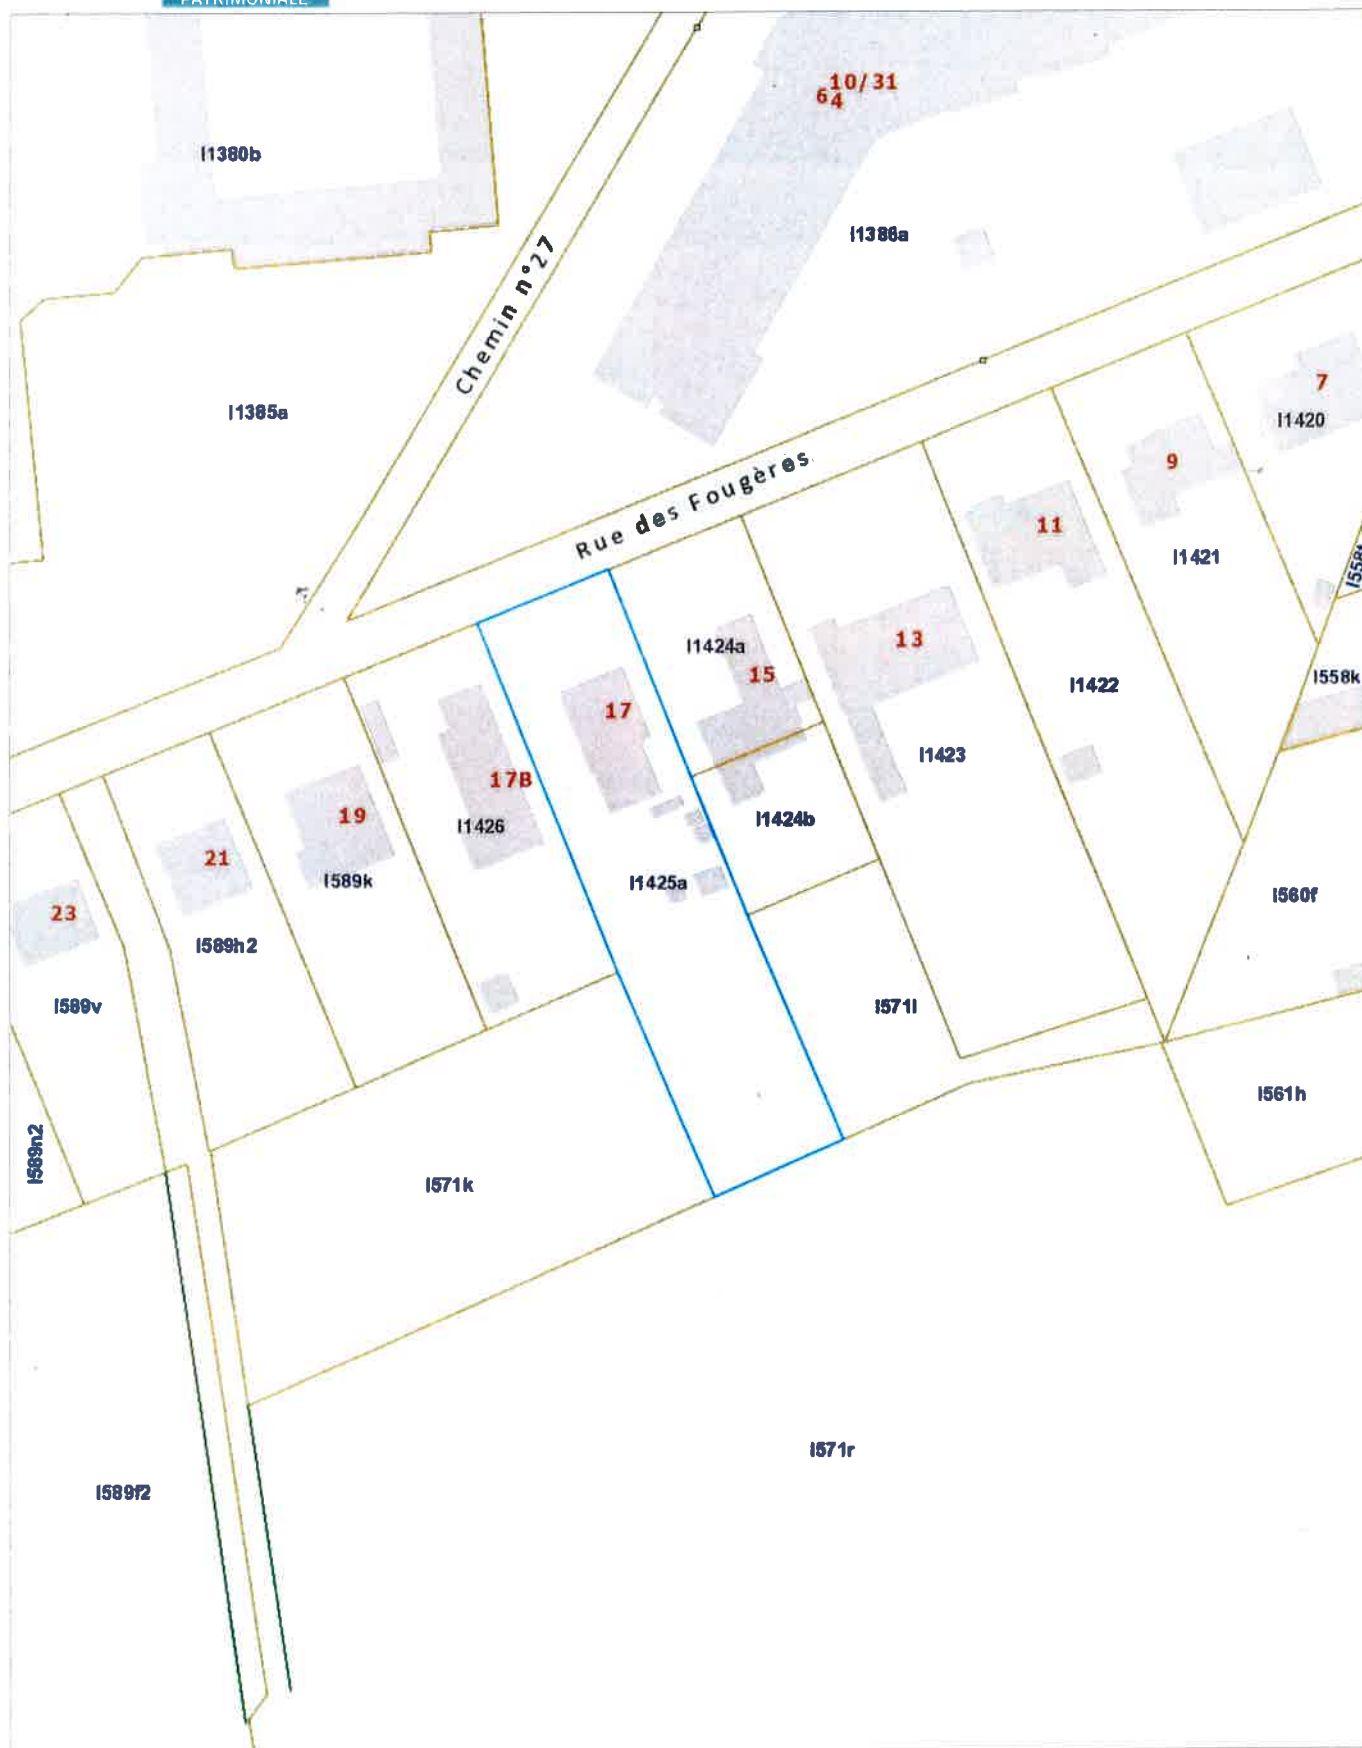 PATRIMONIALE
10/31
64
I1380b
I1386a
Chemin n°27
I1385a
7
I1420
9
Rue des Fougères
11
I1421
I1424a
13
15
I558k
I1422
17
17B
I1423
19
I1426
I1424b
21
I589k
I1425a
I560f
23
I589h2
I589v
I571l
I561h
I589n2
I571k
I571r
I589f2